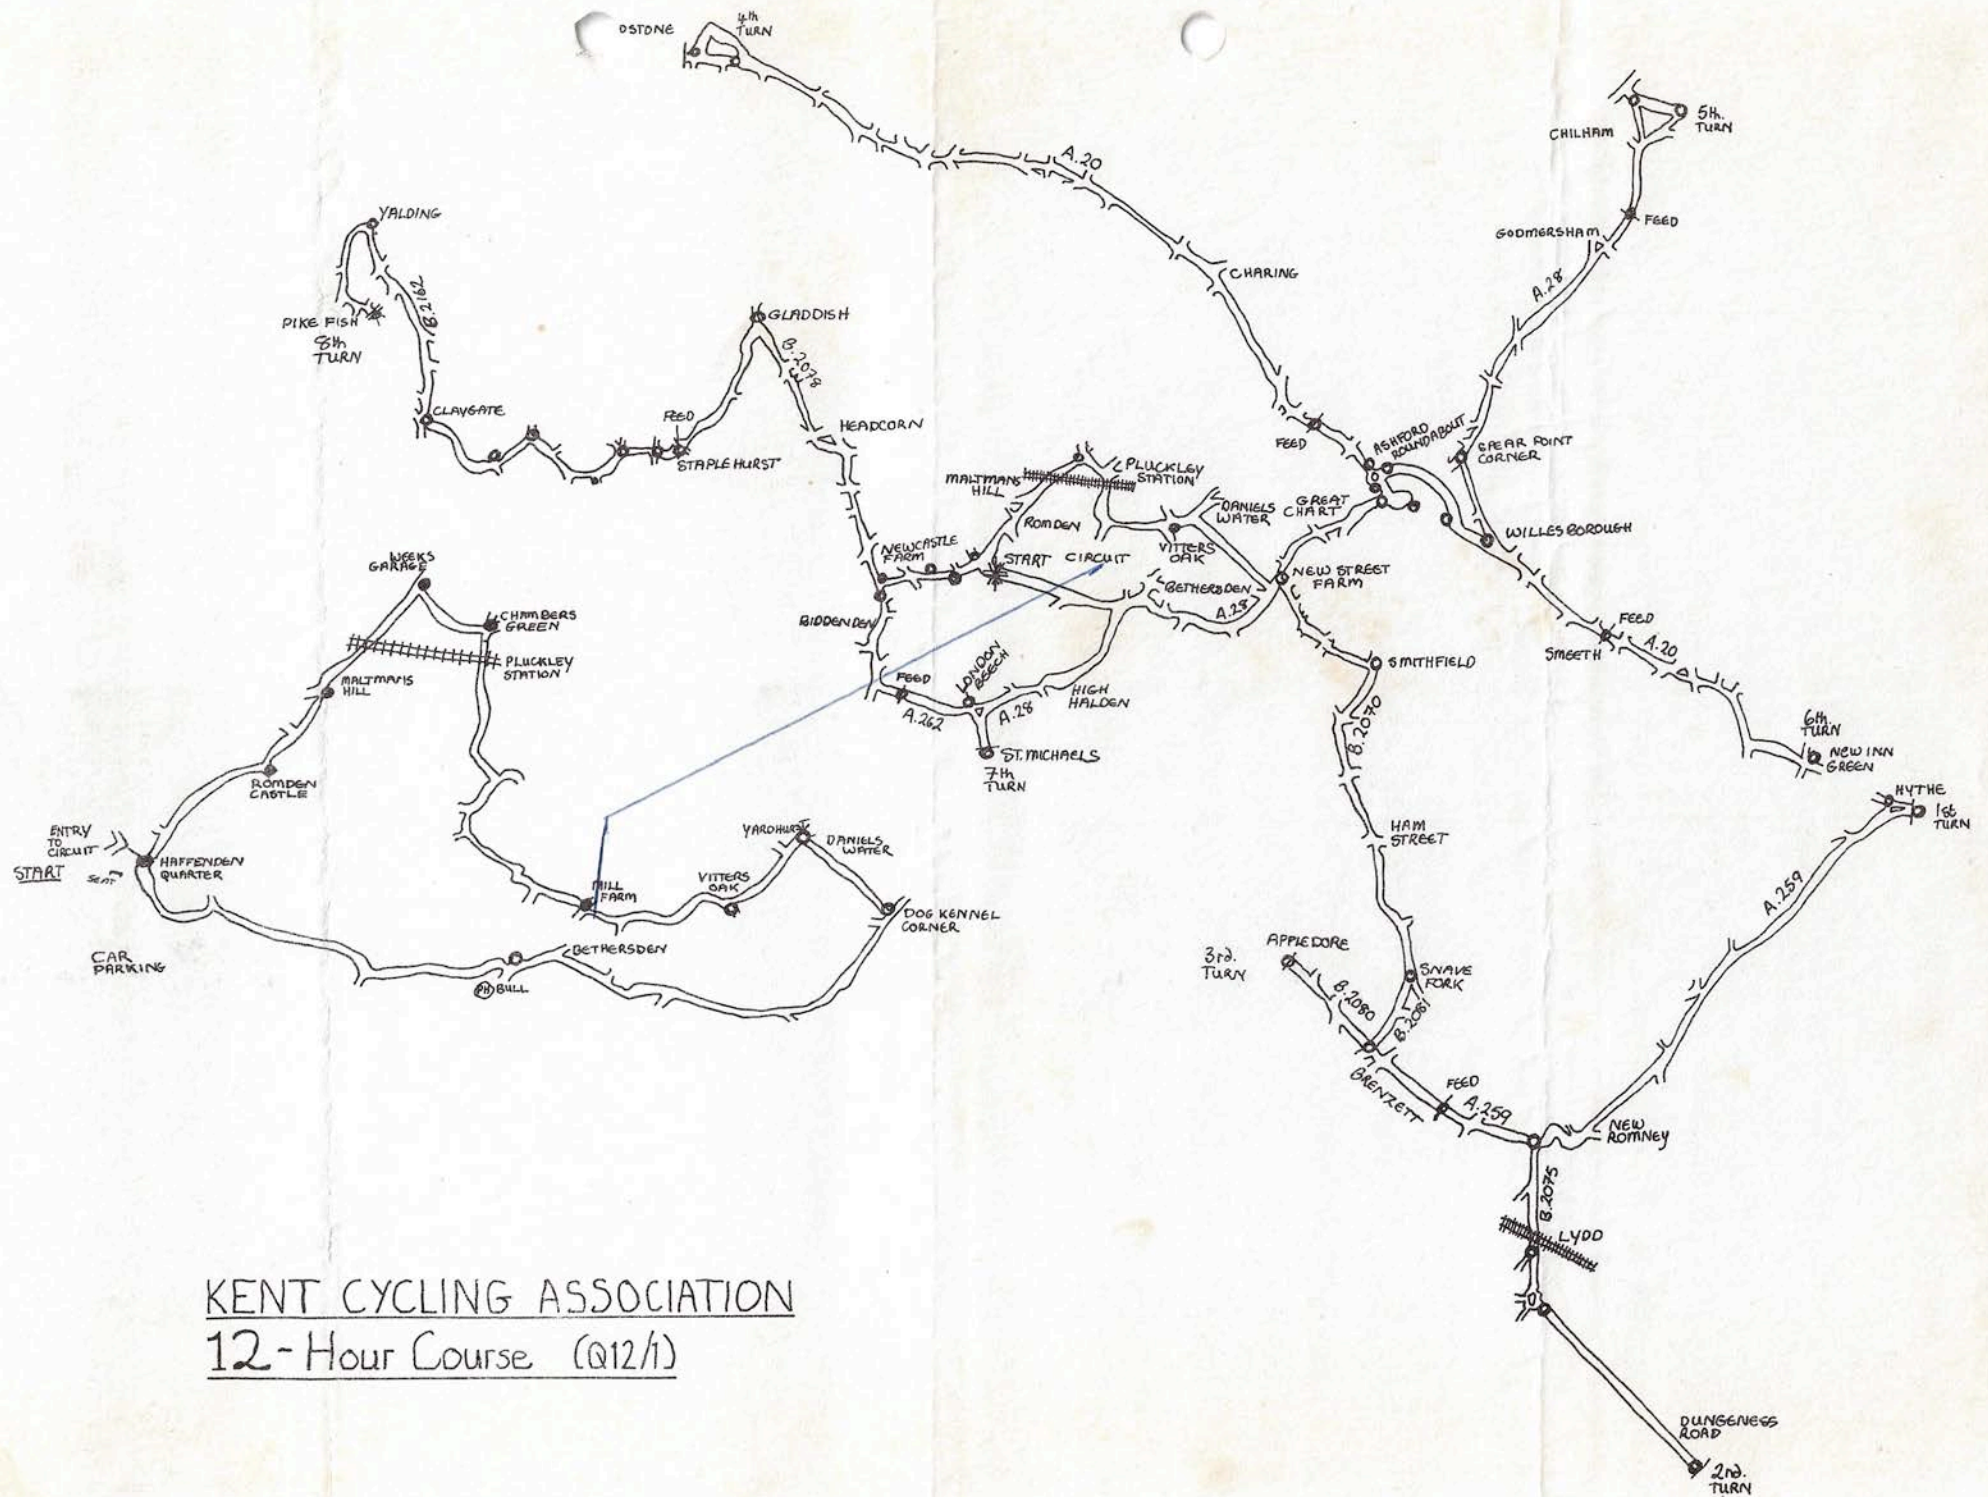 OSTONE
4th
TURN
A.20
CHILHAM
5th.
TURN
FEED
GODMERSHAM
A.28
CHARING
YALDING
B.2162
PIKE FISH
8th
TURN
GLADDISH
B.2079
CLAYGATE
FEED
STAPLEHURST
HEADCORN
FEED
ASHFORD
ROUNDABOUT
SPEAR POINT
CORNER
MALTMANS
HILL
PLUCKLEY
STATION
ROMDEN
DANIELS
WATER
GREAT
CHART
WILLESBOROUGH
NEWCASTLE
FARM
START
CIRCUIT
VITTERS
OAK
NEW STREET
FARM
BETHERSDEN
A.28
BIDDENDEN
FEED
A.262
LONDON
BEECH
A.28
HIGH
HALDEN
ST. MICHAELS
7th
TURN
FEED
SMEETH
A.20
SMITHFIELD
B.2070
6th.
TURN
NEW INN
GREEN
HYTHE
1st
TURN
HAM
STREET
A.259
WEEKS
GARAGE
CHAMBERS
GREEN
PLUCKLEY
STATION
MALTMANS
HILL
ROMDEN
CASTLE
ENTRY
TO
CIRCUIT
START
SEAT
HAFFENDEN
QUARTER
CAR
PARKING
MILL
FARM
VITTERS
OAK
YARDHURST
DANIELS
WATER
DOG KENNEL
CORNER
BETHERSDEN
PH BULL
3rd.
TURN
APPLEDORE
B.2080
SNAVE
FORK
B.2081
BRENZETT
FEED
A.259
NEW
ROMNEY
B.2075
LYDD
DUNGENESS
ROAD
2nd.
TURN
KENT CYCLING ASSOCIATION
12-Hour Course (Q12/1)